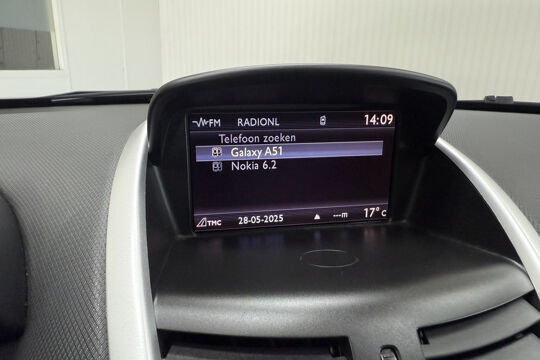 FM RADIONL 14:09
Telefoon zoeken
Galaxy A51
Nokia 6.2
TMC 28-05-2025 ---m 17° C